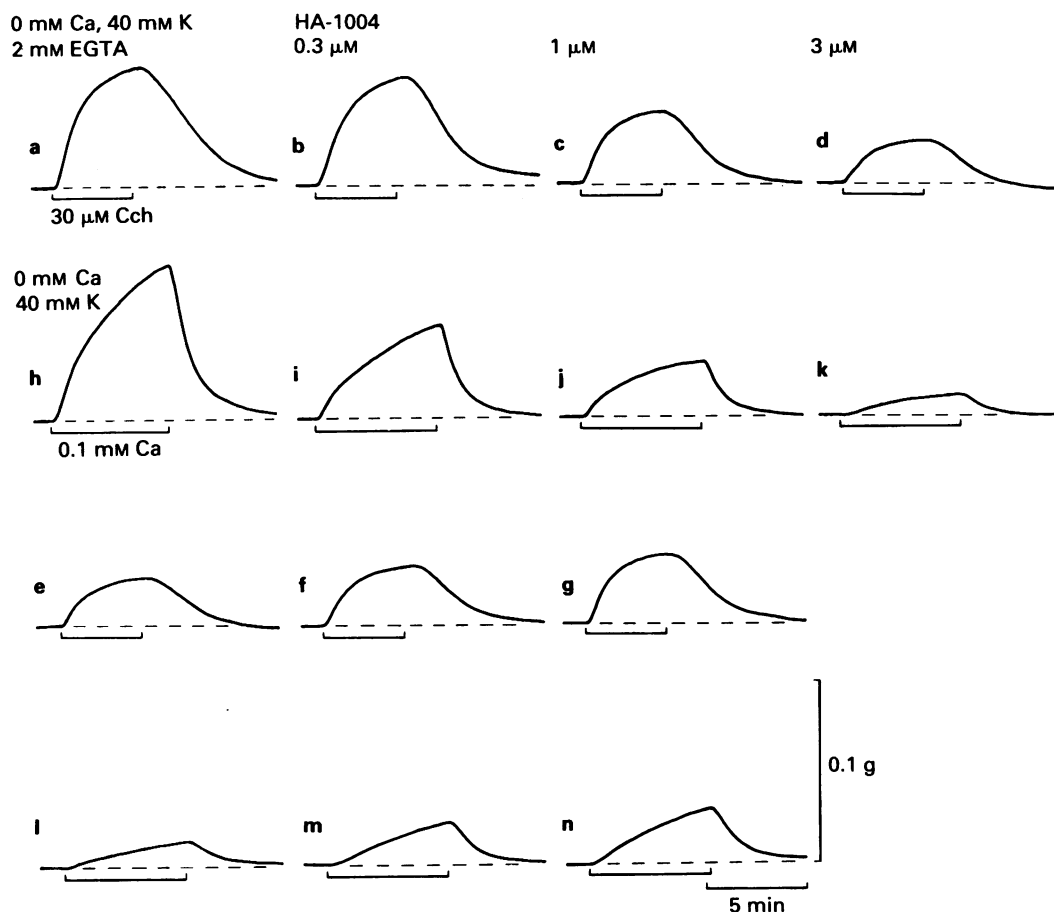 0 mM Ca, 40 mM K
2 mM EGTA
HA-1004
0.3 μM
1 μM
3 μM
a
b
c
d
30 μM Cch
0 mM Ca
40 mM K
h
i
j
k
0.1 mM Ca
e
f
g
0.1 g
l
m
n
5 min